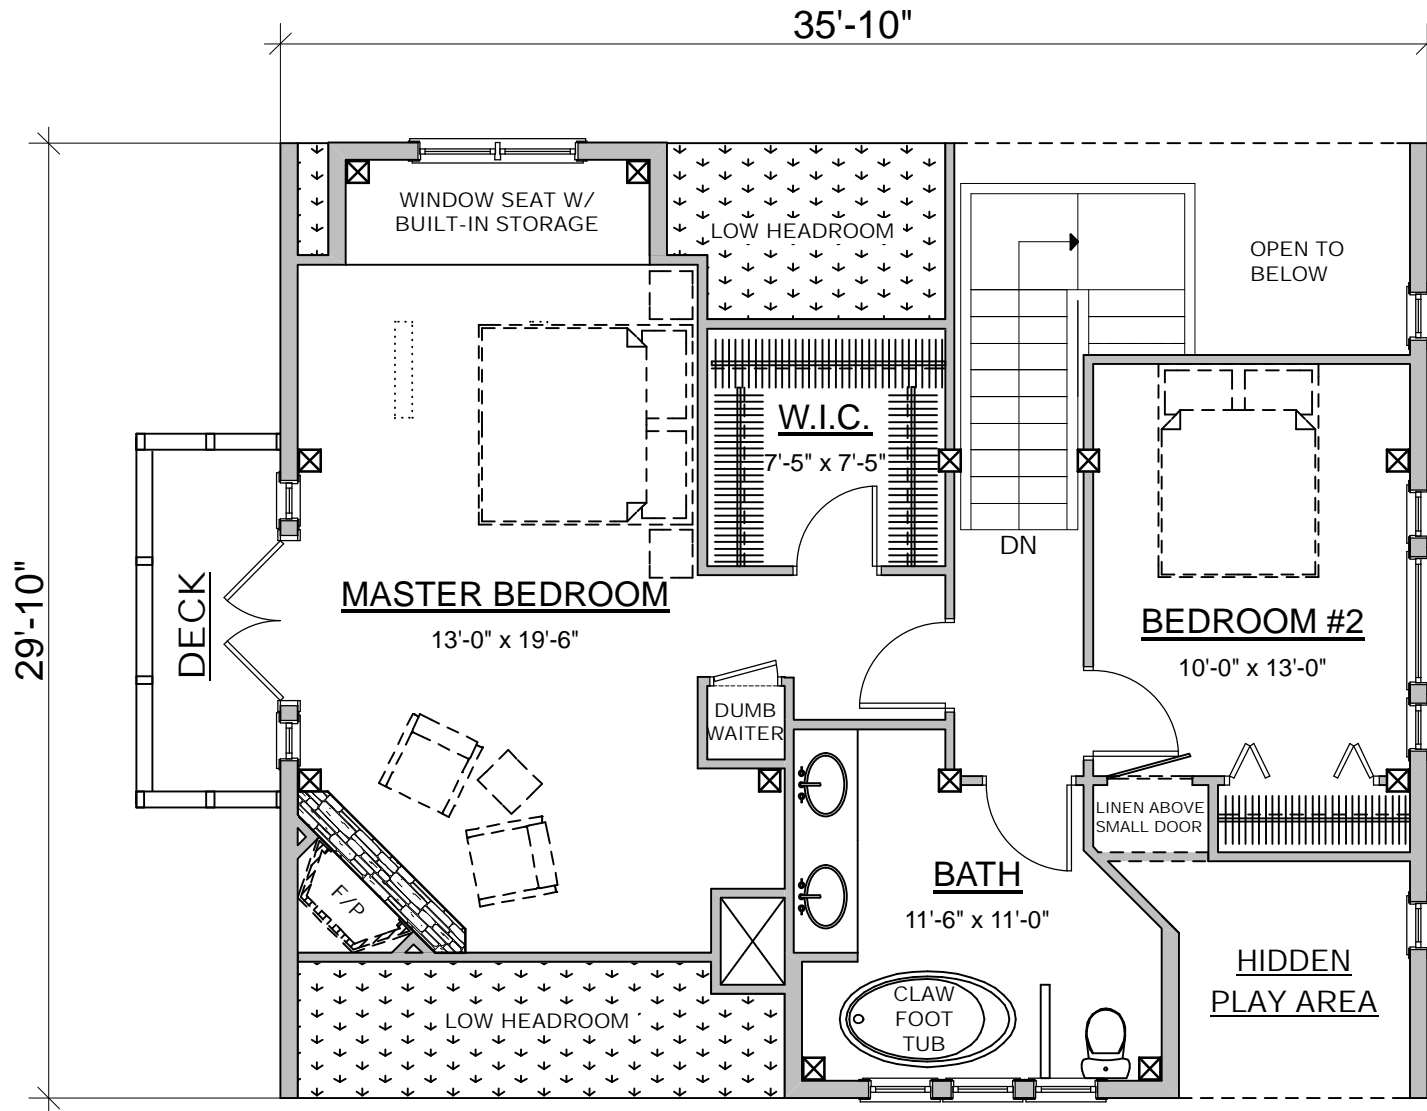 35'-10"
29'-10"
WINDOW SEAT W/
BUILT-IN STORAGE
LOW HEADROOM
OPEN TO
BELOW
W.I.C.
7'-5" x 7'-5"
DN
DECK
MASTER BEDROOM
13'-0" x 19'-6"
BEDROOM #2
10'-0" x 13'-0"
DUMB
WAITER
LINEN ABOVE
SMALL DOOR
F/P
BATH
11'-6" x 11'-0"
HIDDEN
PLAY AREA
CLAW
FOOT
TUB
LOW HEADROOM